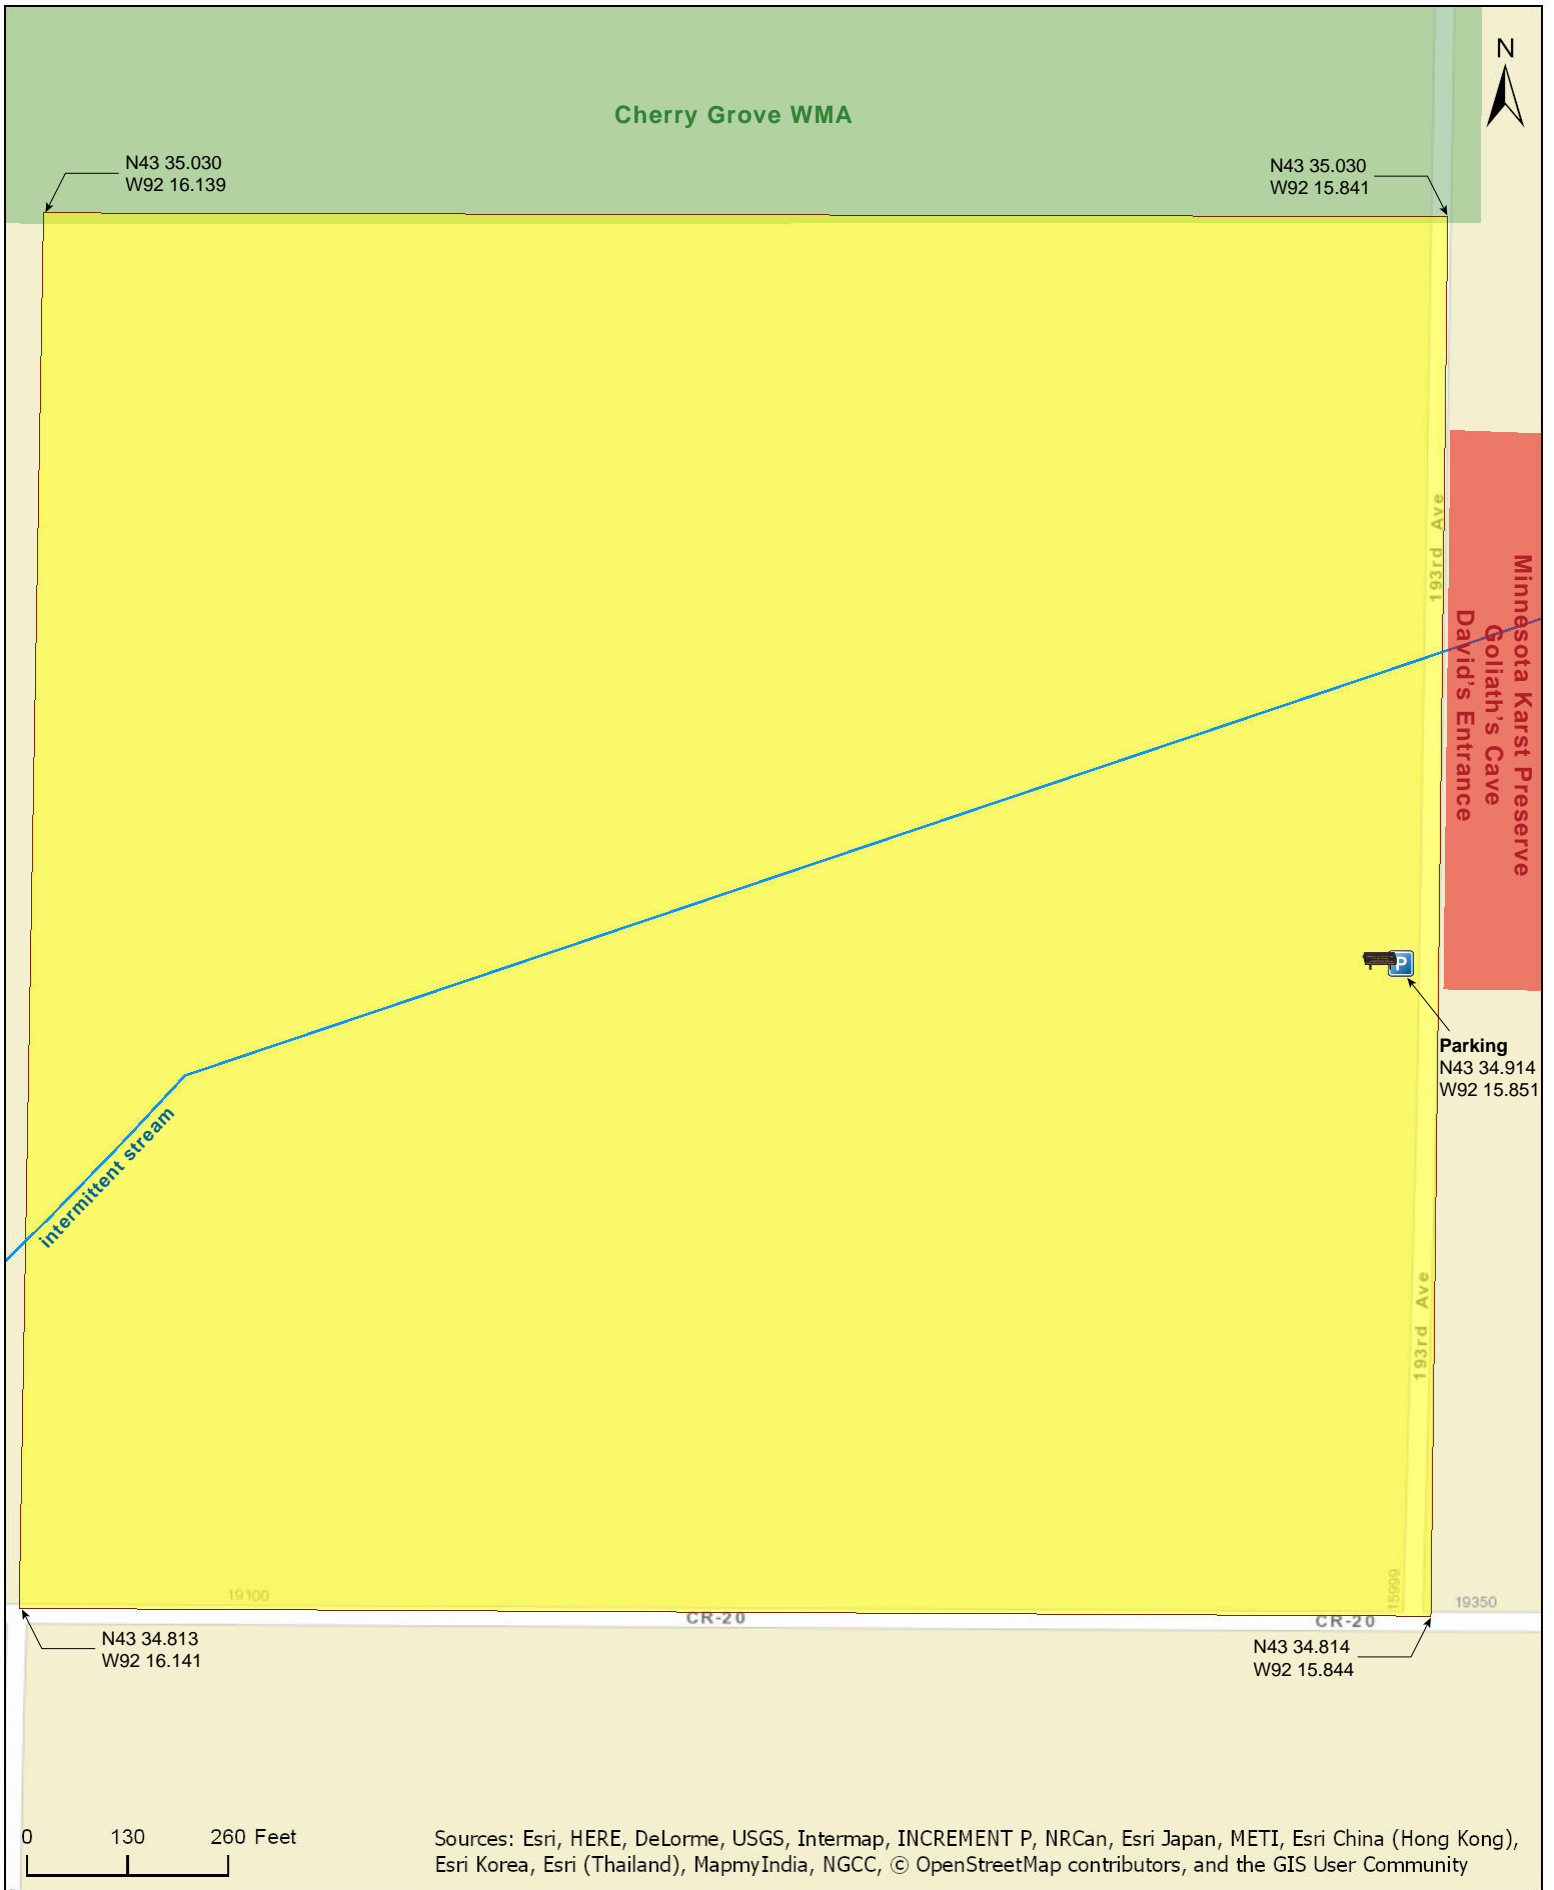 N
Cherry Grove WMA
N43 35.030
W92 16.139
N43 35.030
W92 15.841
193rd Ave
Minnesota Karst Preserve
Goliath's Cave
David's Entrance
P
Parking
N43 34.914
W92 15.851
intermittent stream
193rd Ave
19100
15999
19350
CR-20
CR-20
N43 34.813
W92 16.141
N43 34.814
W92 15.844
0 130 260 Feet
Sources: Esri, HERE, DeLorme, USGS, Intermap, INCREMENT P, NRCan, Esri Japan, METI, Esri China (Hong Kong),
Esri Korea, Esri (Thailand), MapmyIndia, NGCC, © OpenStreetMap contributors, and the GIS User Community